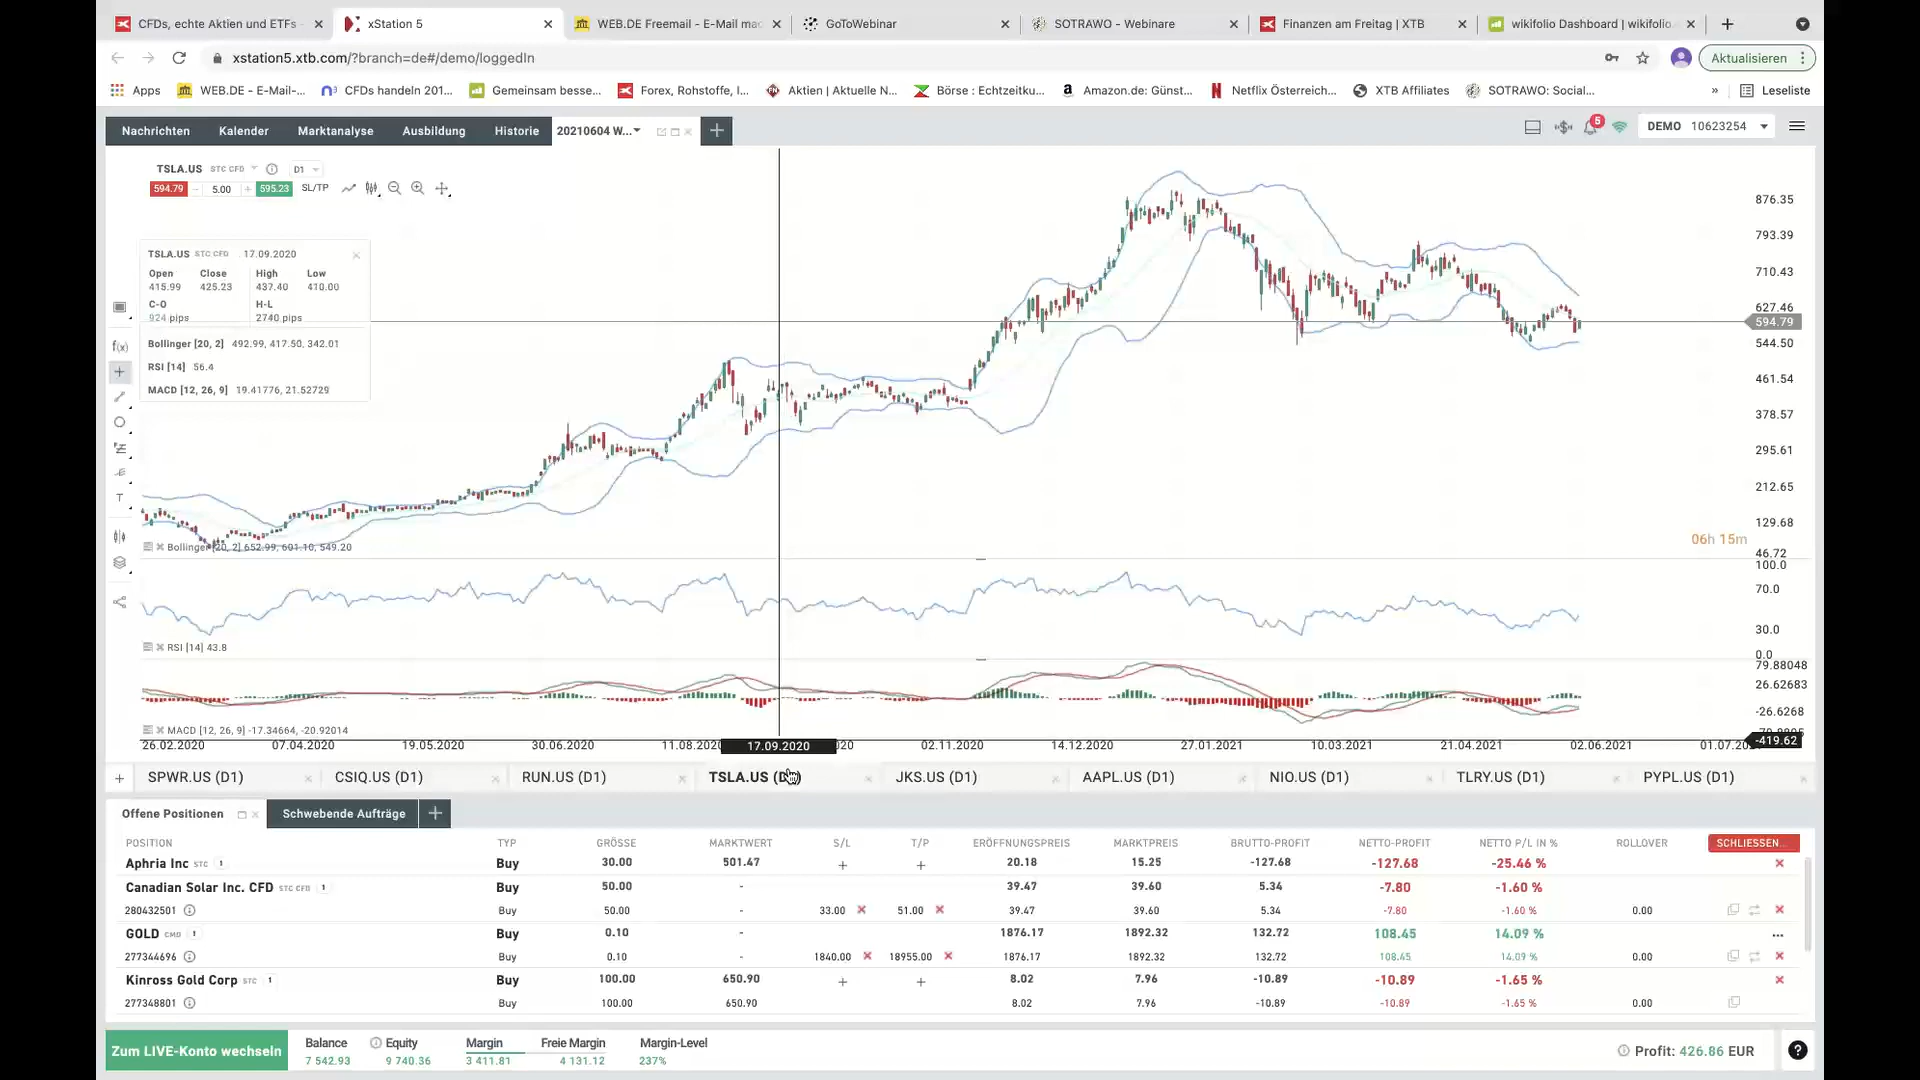 CFDs, echte Aktien und ETFs -
xStation 5
WEB.DE Freemail - E-Mail mac
GoToWebinar
SOTRAWO - Webinare
Finanzen am Freitag | XTB
wikifolio Dashboard | wikifolio.
xstation5.xtb.com/?branch=de#/demo/loggedIn
Aktualisieren
Apps
WEB.DE - E-Mail-...
CFDs handeln 201...
Gemeinsam besse...
Forex, Rohstoffe, I...
Aktien | Aktuelle N...
Börse : Echtzeitku...
Amazon.de: Günst...
Netflix Österreich...
XTB Affiliates
SOTRAWO: Social...
»
Leseliste
Nachrichten
Kalender
Marktanalyse
Ausbildung
Historie
20210604 W...
5
DEMO 10623254
TSLA.US STC CFD D1
594.79 - 5.00 + 595.23 SL/TP
TSLA.US STC CFD . 17.09.2020
Open Close High Low
415.99 425.23 437.40 410.00
C-O H-L
924 pips 2740 pips
Bollinger [20, 2] 492.99, 417.50, 342.01
RSI [14] 56.4
MACD [12, 26, 9] 19.41776, 21.52729
f(x)
T
876.35
793.39
710.43
627.46
594.79
544.50
461.54
378.57
295.61
212.65
129.68
46.72
06h 15m
Bollinger [20, 2] 652.99, 601.10, 549.20
100.0
70.0
30.0
0.0
RSI [14] 43.8
79.88048
26.62683
-26.6268
-419.62
MACD [12, 26, 9] -17.34664, -20.92014
26.02.2020 07.04.2020 19.05.2020 30.06.2020 11.08.2020 17.09.2020 20 02.11.2020 14.12.2020 27.01.2021 10.03.2021 21.04.2021 02.06.2021 01.07.20
SPWR.US (D1)
CSIQ.US (D1)
RUN.US (D1)
TSLA.US (D1)
JKS.US (D1)
AAPL.US (D1)
NIO.US (D1)
TLRY.US (D1)
PYPL.US (D1)
Offene Positionen
Schwebende Aufträge
POSITION TYP GRÖSSE MARKTWERT S/L T/P ERÖFFNUNGSPREIS MARKTPREIS BRUTTO-PROFIT NETTO-PROFIT NETTO P/L IN % ROLLOVER SCHLIESSEN...
Aphria Inc STC 1 Buy 30.00 501.47 + + 20.18 15.25 -127.68 -127.68 -25.46 %
Canadian Solar Inc. CFD STC CFD 1 Buy 50.00 - 39.47 39.60 5.34 -7.80 -1.60 %
280432501 Buy 50.00 - 33.00 51.00 39.47 39.60 5.34 -7.80 -1.60 % 0.00
GOLD CMD 1 Buy 0.10 - 1876.17 1892.32 132.72 108.45 14.09 % ...
277344696 Buy 0.10 - 1840.00 18955.00 1876.17 1892.32 132.72 108.45 14.09 % 0.00
Kinross Gold Corp STC 1 Buy 100.00 650.90 + + 8.02 7.96 -10.89 -10.89 -1.65 %
277348801 Buy 100.00 650.90 8.02 7.96 -10.89 -10.89 -1.65 % 0.00
Zum LIVE-Konto wechseln
Balance Equity Margin Freie Margin Margin-Level
7 542.93 9 740.36 3 411.81 4 131.12 237%
Profit: 426.86 EUR
?